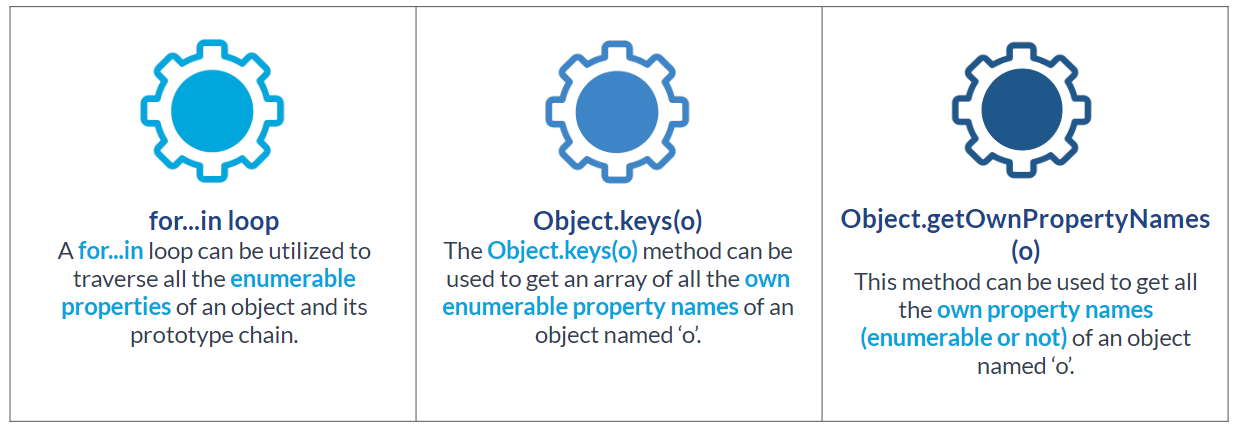 for...in loop
A for...in loop can be utilized to
traverse all the enumerable
properties of an object and its
prototype chain.
Object.keys(o)
The Object.keys(o) method can be
used to get an array of all the own
enumerable property names of an
object named ‘o’.
Object.getOwnPropertyNames
(o)
This method can be used to get all
the own property names
(enumerable or not) of an object
named ‘o’.